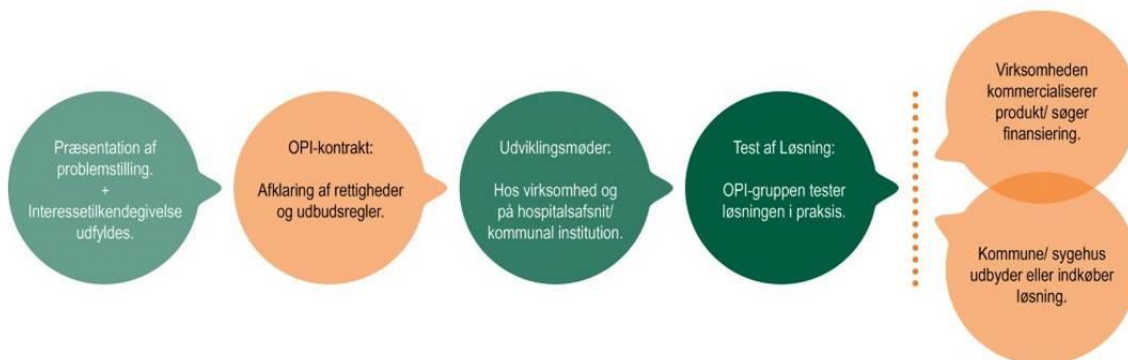 Præsentation af
problemstilling.
+
Interessetilkendegivelse
udfyldes.
OPI-kontrakt:
Afklaring af rettigheder
og udbudsregler.
Udviklingsmøder:
Hos virksomhed og
på hospitalsafsnit/
kommunal institution.
Test af Løsning:
OPI-gruppen tester
løsningen i praksis.
Virksomheden
kommercialiserer
produkt/ søger
finansiering.
Kommune/ sygehus
udbyder eller indkøber
løsning.